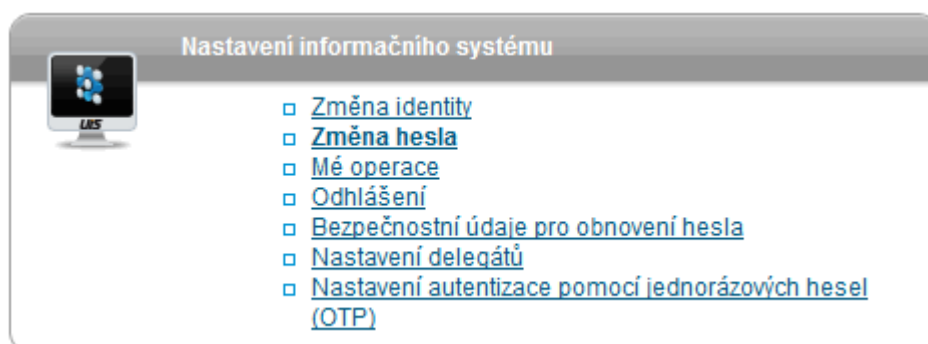 Nastavení informačního systému
UIS
Změna identity
Změna hesla
Mé operace
Odhlášení
Bezpečnostní údaje pro obnovení hesla
Nastavení delegátů
Nastavení autentizace pomocí jednorázových hesel
(OTP)